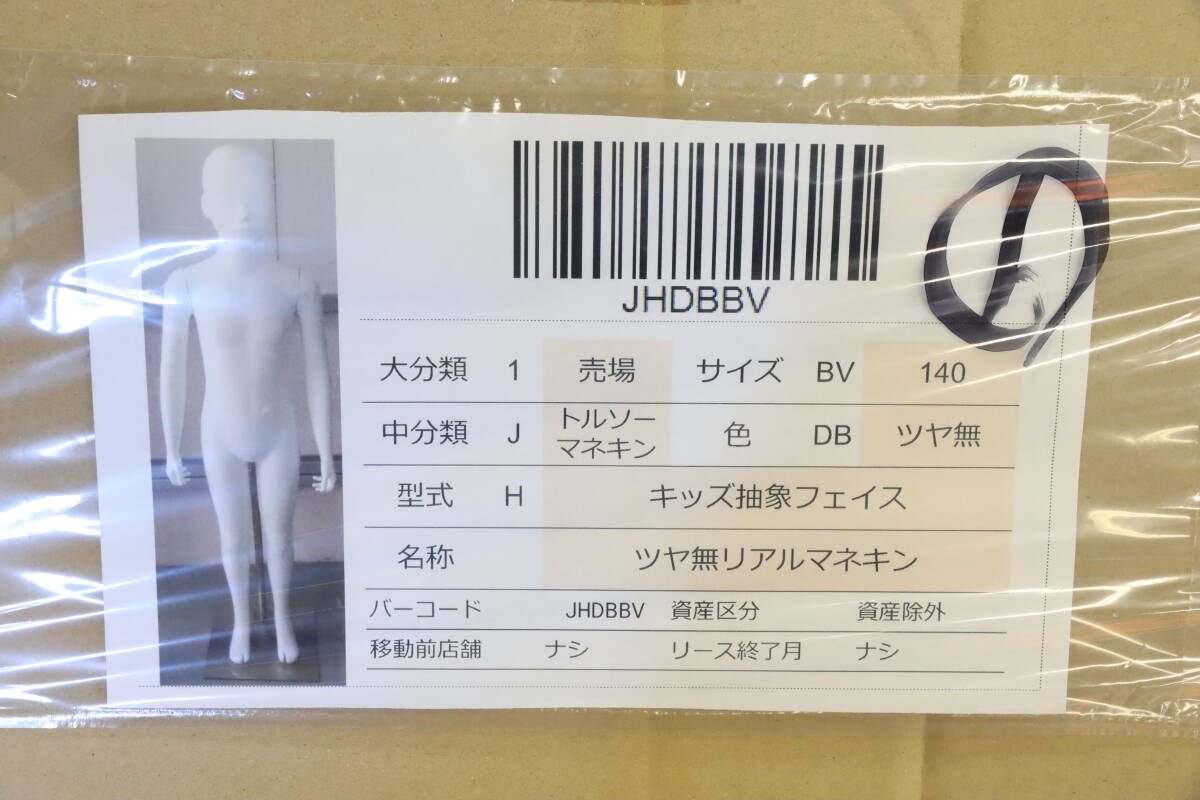 JHDBBV
1
大分類 1 売場 サイズ BV 140
中分類 J トルソー
マネキン 色 DB ツヤ無
型式 H キッズ抽象フェイス
名称 ツヤ無リアルマネキン
バーコード JHDBBV 資産区分 資産除外
移動前店舗 ナシ リース終了月 ナシ